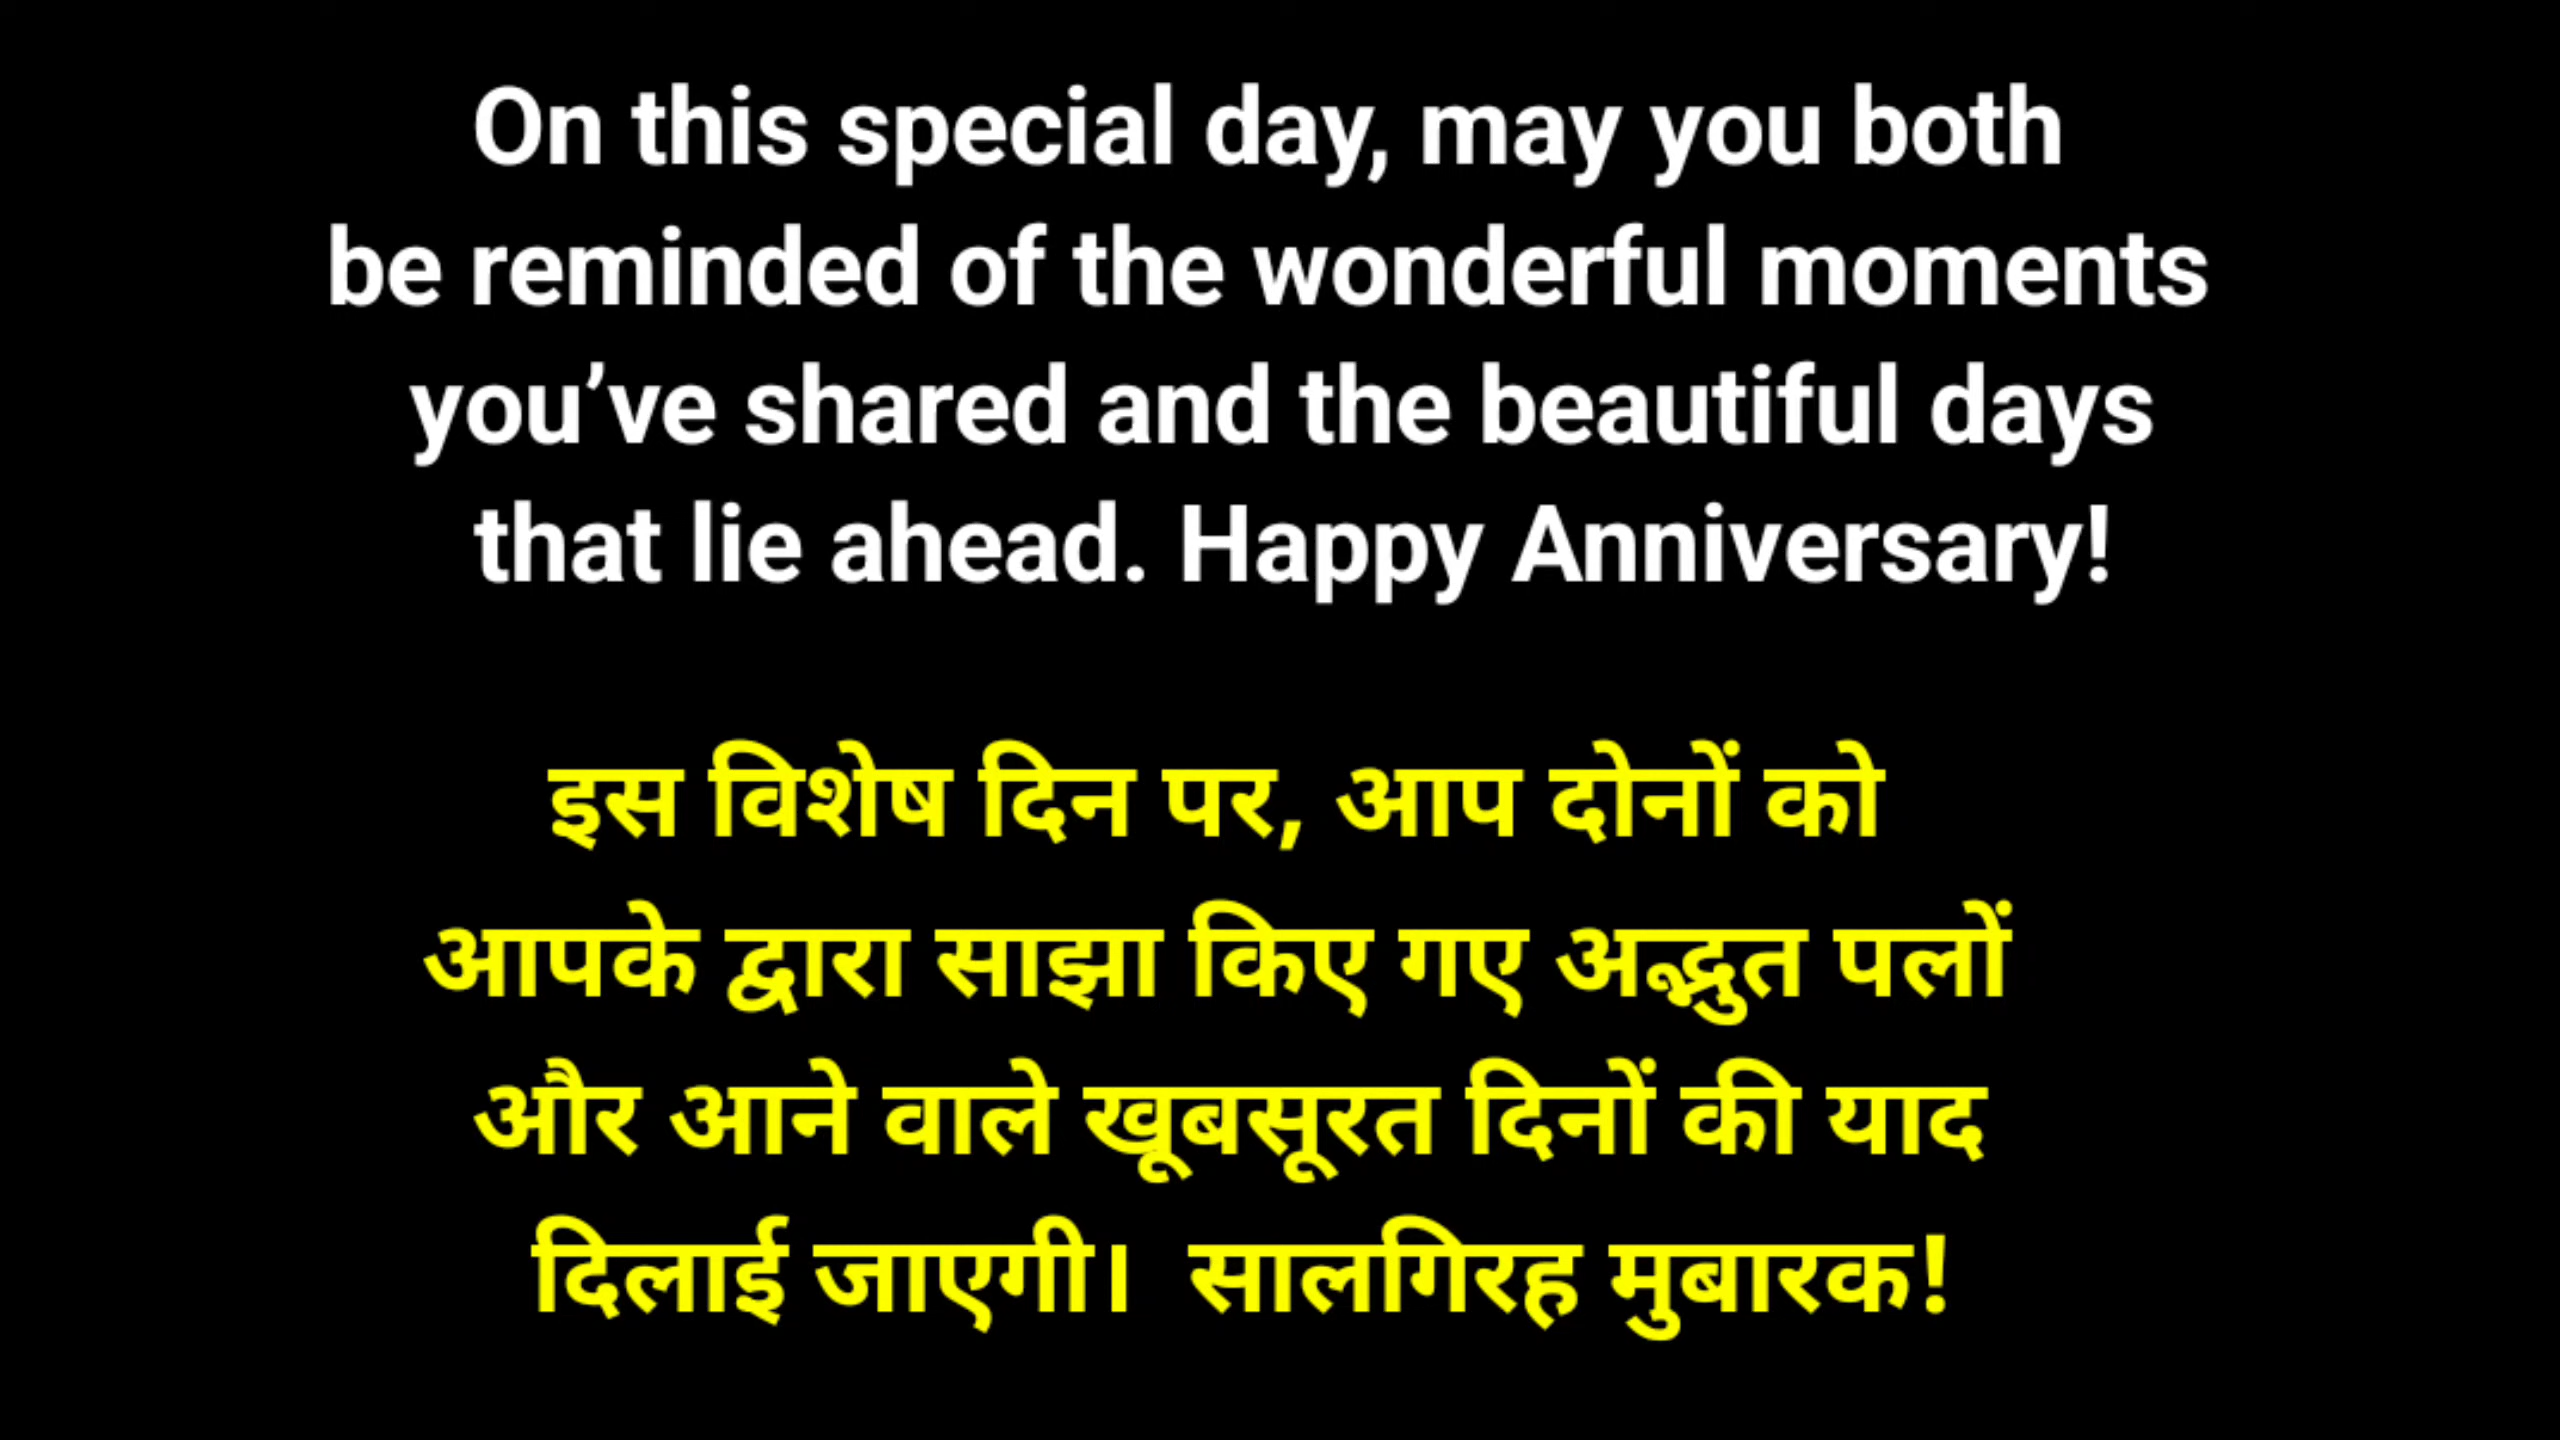 On this special day, may you both
be reminded of the wonderful moments
you’ve shared and the beautiful days
that lie ahead. Happy Anniversary!
इस विशेष दिन पर, आप दोनों को
आपके द्वारा साझा किए गए अद्भुत पलों
और आने वाले खूबसूरत दिनों की याद
दिलाई जाएगी। सालगिरह मुबारक!